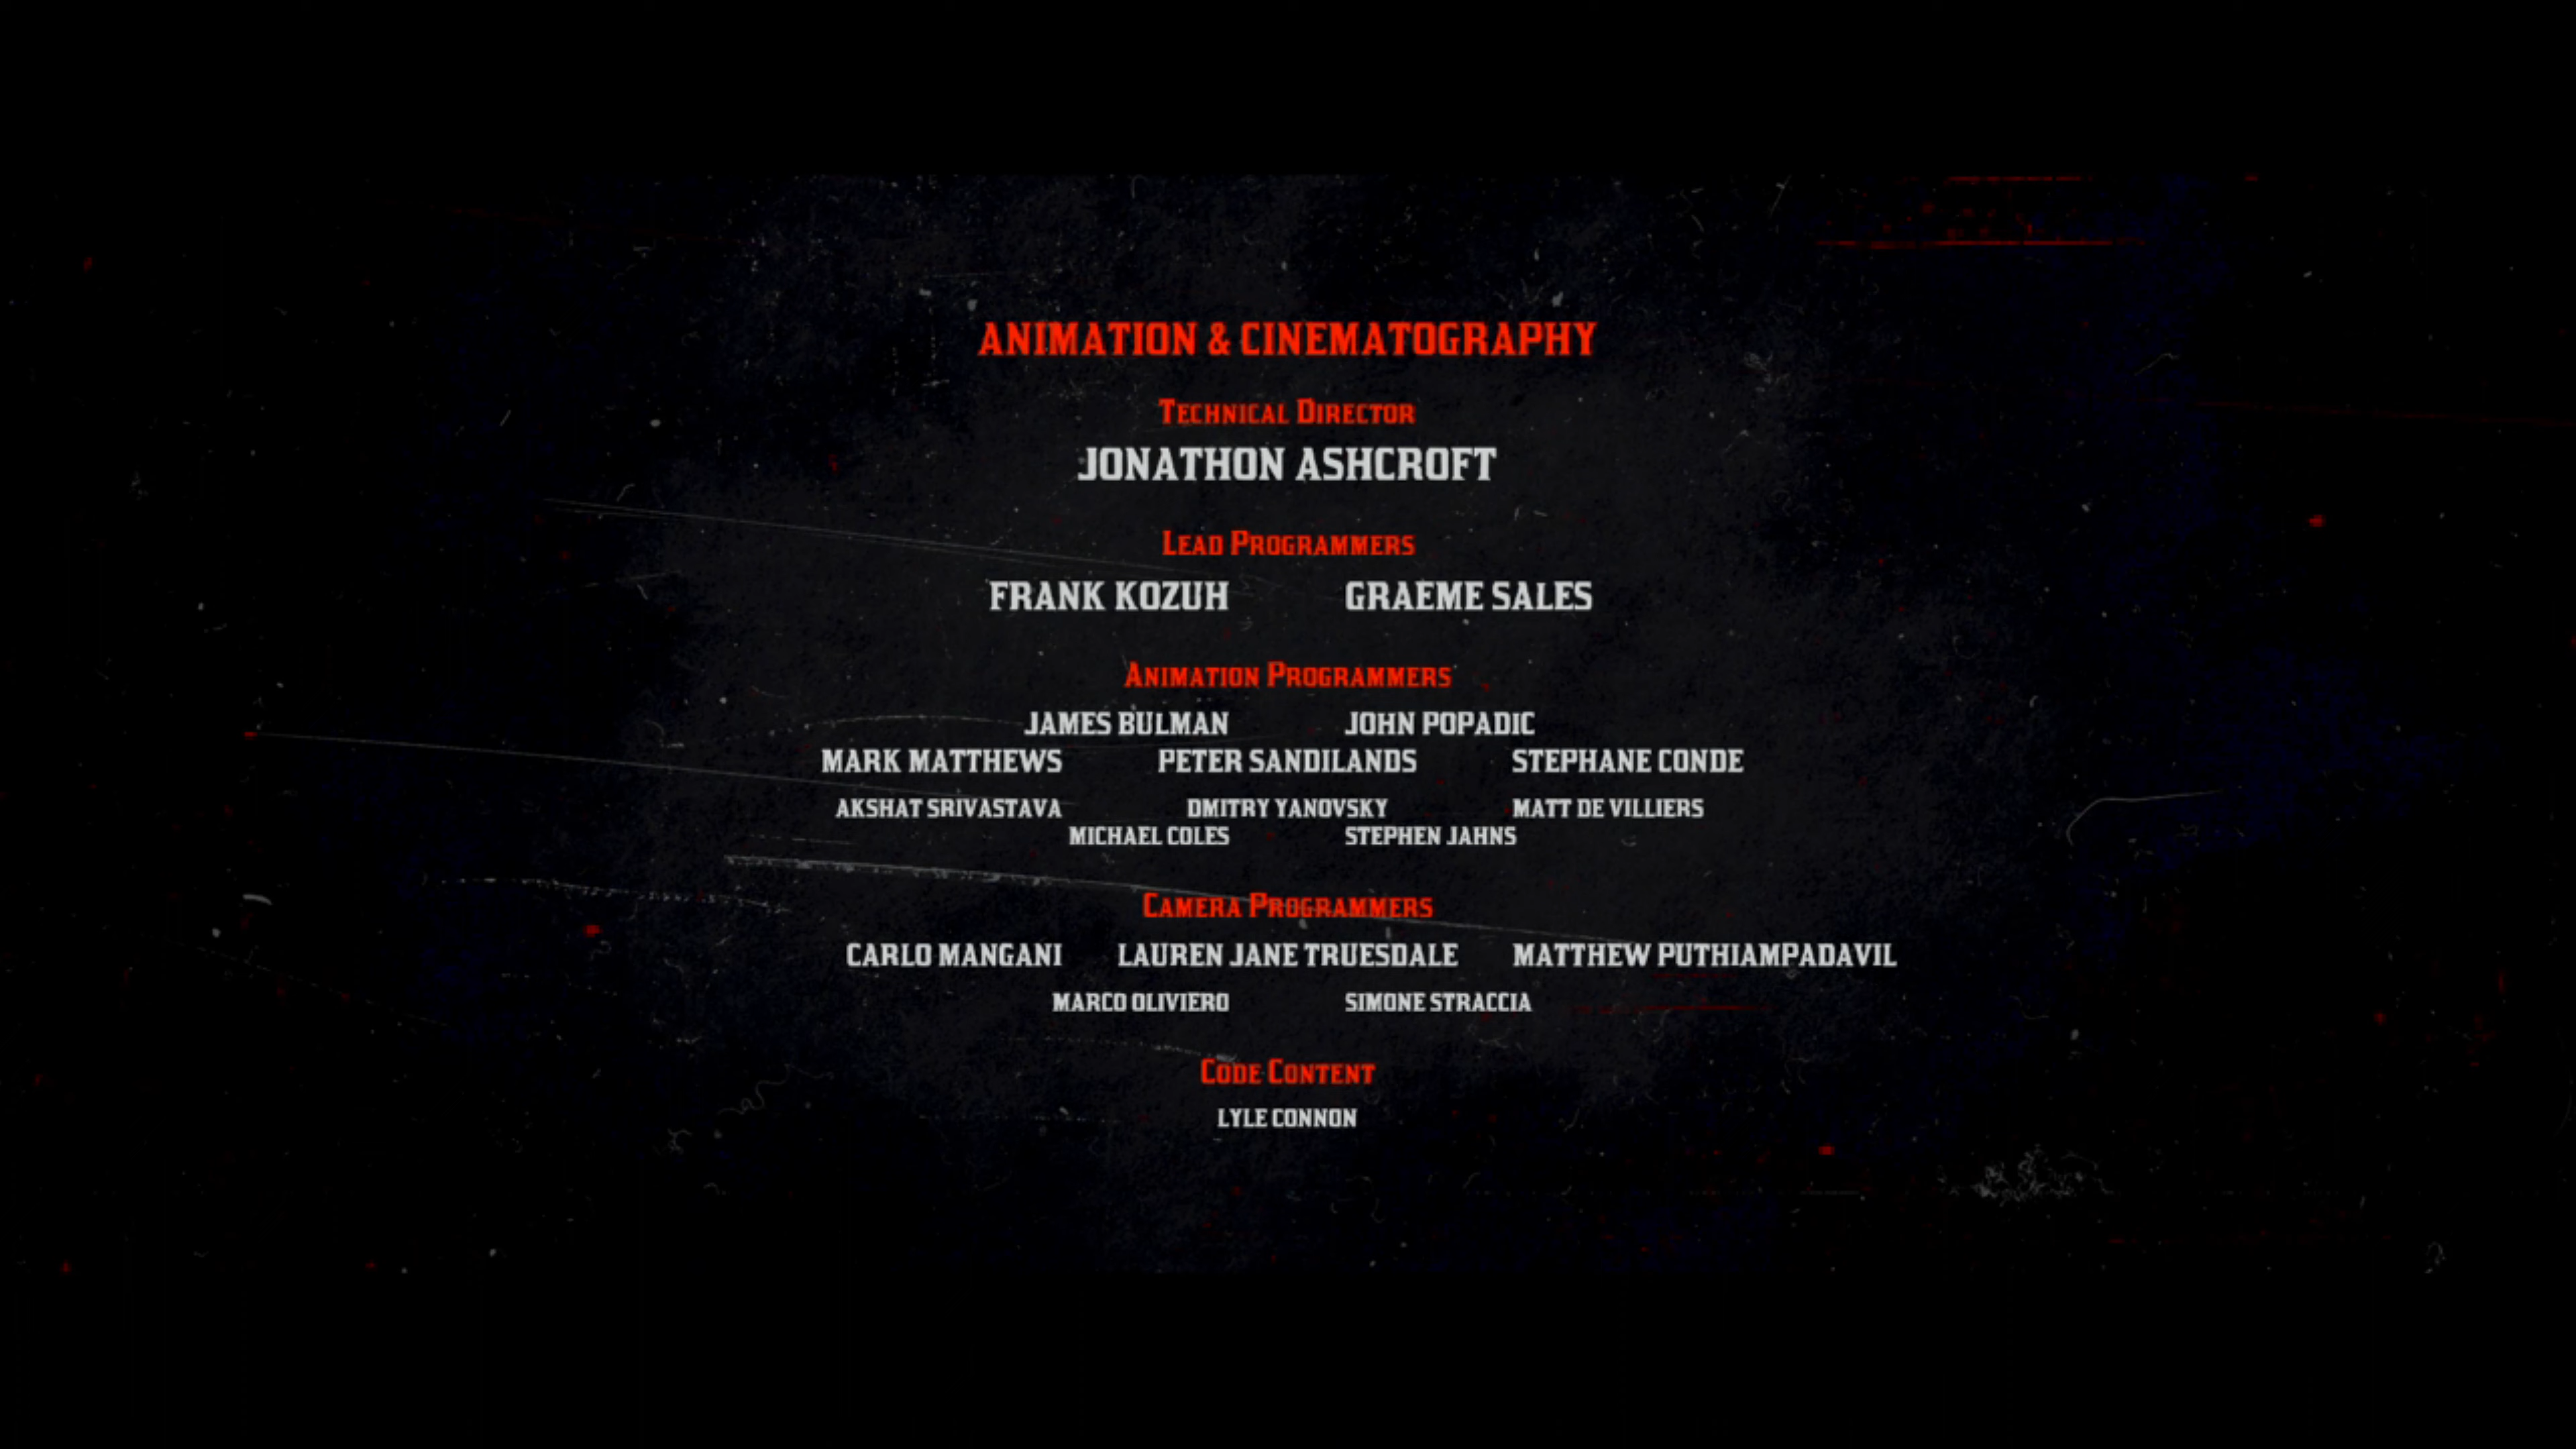 ANIMATION & CINEMATOGRAPHY
TECHNICAL DIRECTOR
JONATHON ASHCROFT
LEAD PROGRAMMERS
FRANK KOZUH GRAEME SALES
ANIMATION PROGRAMMERS
JAMES BULMAN JOHN POPADIC
MARK MATTHEWS PETER SANDILANDS STEPHANE CONDE
AKSHAT SRIVASTAVA DMITRY YANOVSKY MATT DE VILLIERS
MICHAEL COLES STEPHEN JAHNS
CAMERA PROGRAMMERS
CARLO MANGANI LAUREN JANE TRUESDALE MATTHEW PUTHIAMPADAVIL
MARCO OLIVIERO SIMONE STRACCIA
CODE CONTENT
LYLE CONNON